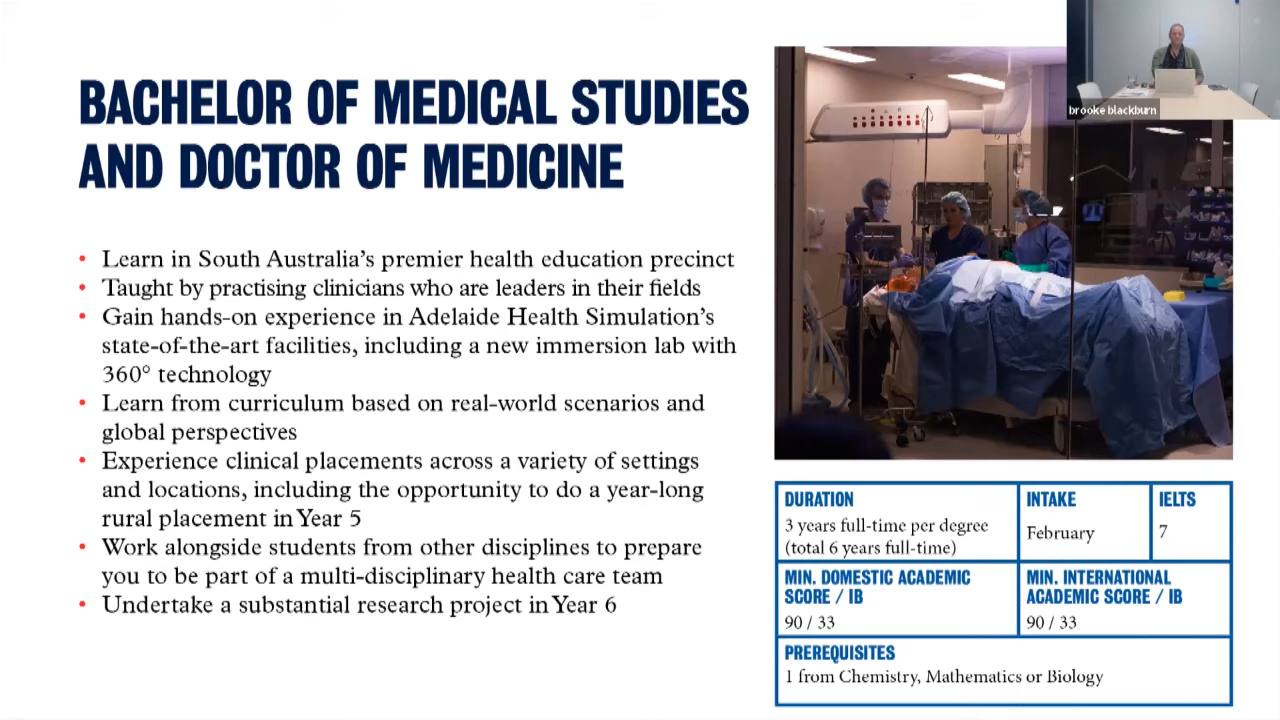 BACHELOR OF MEDICAL STUDIES
AND DOCTOR OF MEDICINE
• Learn in South Australia’s premier health education precinct
• Taught by practising clinicians who are leaders in their fields
• Gain hands-on experience in Adelaide Health Simulation’s
state-of-the-art facilities, including a new immersion lab with
360° technology
• Learn from curriculum based on real-world scenarios and
global perspectives
• Experience clinical placements across a variety of settings
and locations, including the opportunity to do a year-long
rural placement in Year 5
• Work alongside students from other disciplines to prepare
you to be part of a multi-disciplinary health care team
• Undertake a substantial research project in Year 6
brooke blackburn
DURATION
3 years full-time per degree
(total 6 years full-time)
INTAKE
February
IELTS
7
MIN. DOMESTIC ACADEMIC
SCORE / IB
90 / 33
MIN. INTERNATIONAL
ACADEMIC SCORE / IB
90 / 33
PREREQUISITES
1 from Chemistry, Mathematics or Biology